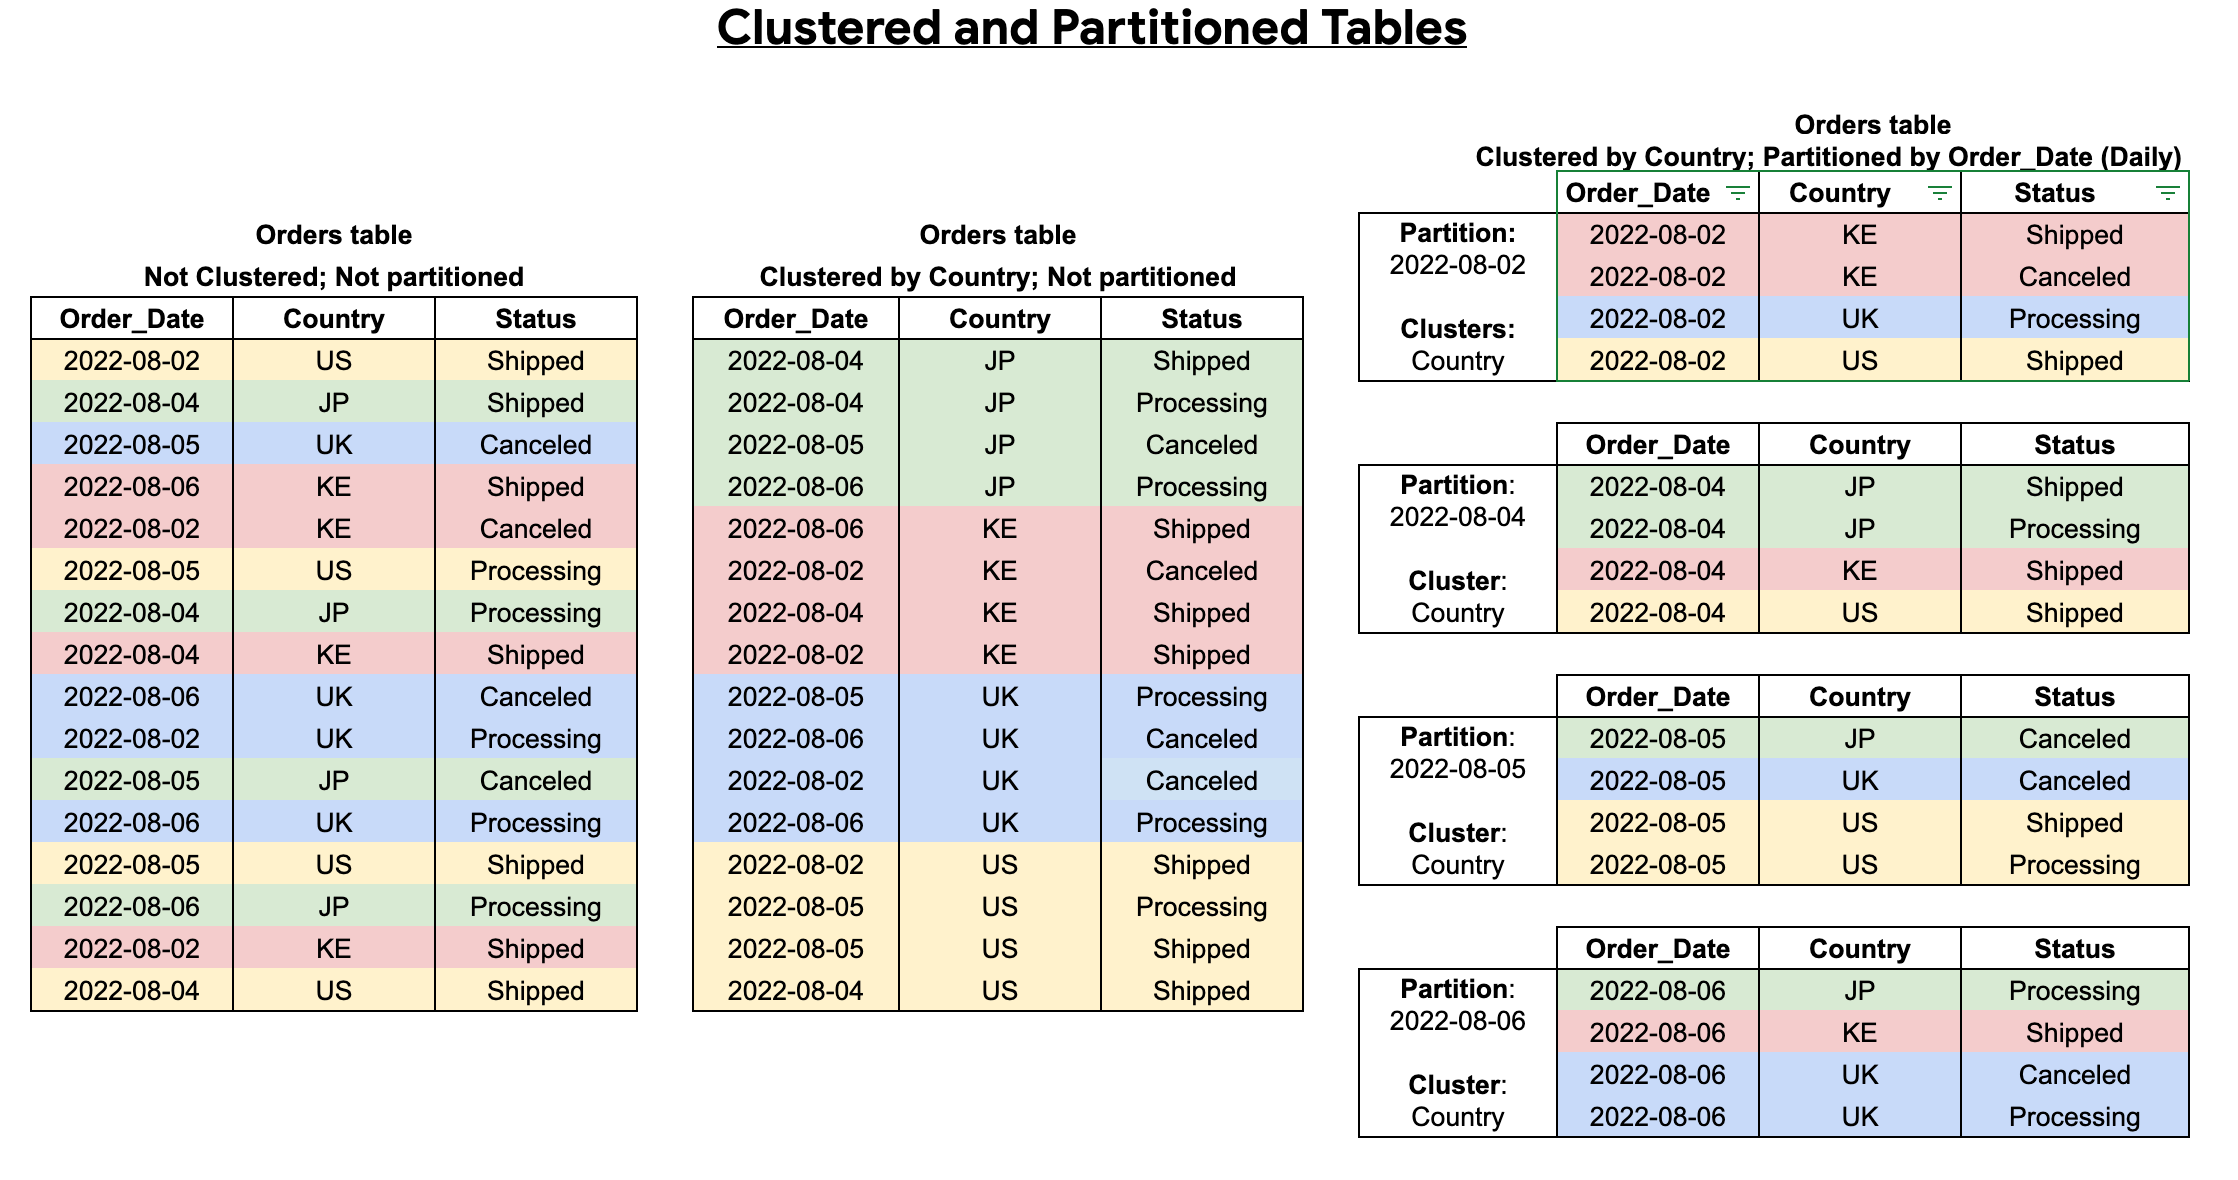 Clustered and Partitioned Tables
Orders table
Not Clustered; Not partitioned
Order_Date Country Status
2022-08-02 US Shipped
2022-08-04 JP Shipped
2022-08-05 UK Canceled
2022-08-06 KE Shipped
2022-08-02 KE Canceled
2022-08-05 US Processing
2022-08-04 JP Processing
2022-08-04 KE Shipped
2022-08-06 UK Canceled
2022-08-02 UK Processing
2022-08-05 JP Canceled
2022-08-06 UK Processing
2022-08-05 US Shipped
2022-08-06 JP Processing
2022-08-02 KE Shipped
2022-08-04 US Shipped
Orders table
Clustered by Country; Not partitioned
Order_Date Country Status
2022-08-04 JP Shipped
2022-08-04 JP Processing
2022-08-05 JP Canceled
2022-08-06 JP Processing
2022-08-06 KE Shipped
2022-08-02 KE Canceled
2022-08-04 KE Shipped
2022-08-02 KE Shipped
2022-08-05 UK Processing
2022-08-06 UK Canceled
2022-08-02 UK Canceled
2022-08-06 UK Processing
2022-08-02 US Shipped
2022-08-05 US Processing
2022-08-05 US Shipped
2022-08-04 US Shipped
Orders table
Clustered by Country; Partitioned by Order_Date (Daily)
Order_Date Country Status
Partition:
2022-08-02
Clusters:
Country
2022-08-02 KE Shipped
2022-08-02 KE Canceled
2022-08-02 UK Processing
2022-08-02 US Shipped
Order_Date Country Status
Partition:
2022-08-04
Cluster:
Country
2022-08-04 JP Shipped
2022-08-04 JP Processing
2022-08-04 KE Shipped
2022-08-04 US Shipped
Order_Date Country Status
Partition:
2022-08-05
Cluster:
Country
2022-08-05 JP Canceled
2022-08-05 UK Canceled
2022-08-05 US Shipped
2022-08-05 US Processing
Order_Date Country Status
Partition:
2022-08-06
Cluster:
Country
2022-08-06 JP Processing
2022-08-06 KE Shipped
2022-08-06 UK Canceled
2022-08-06 UK Processing